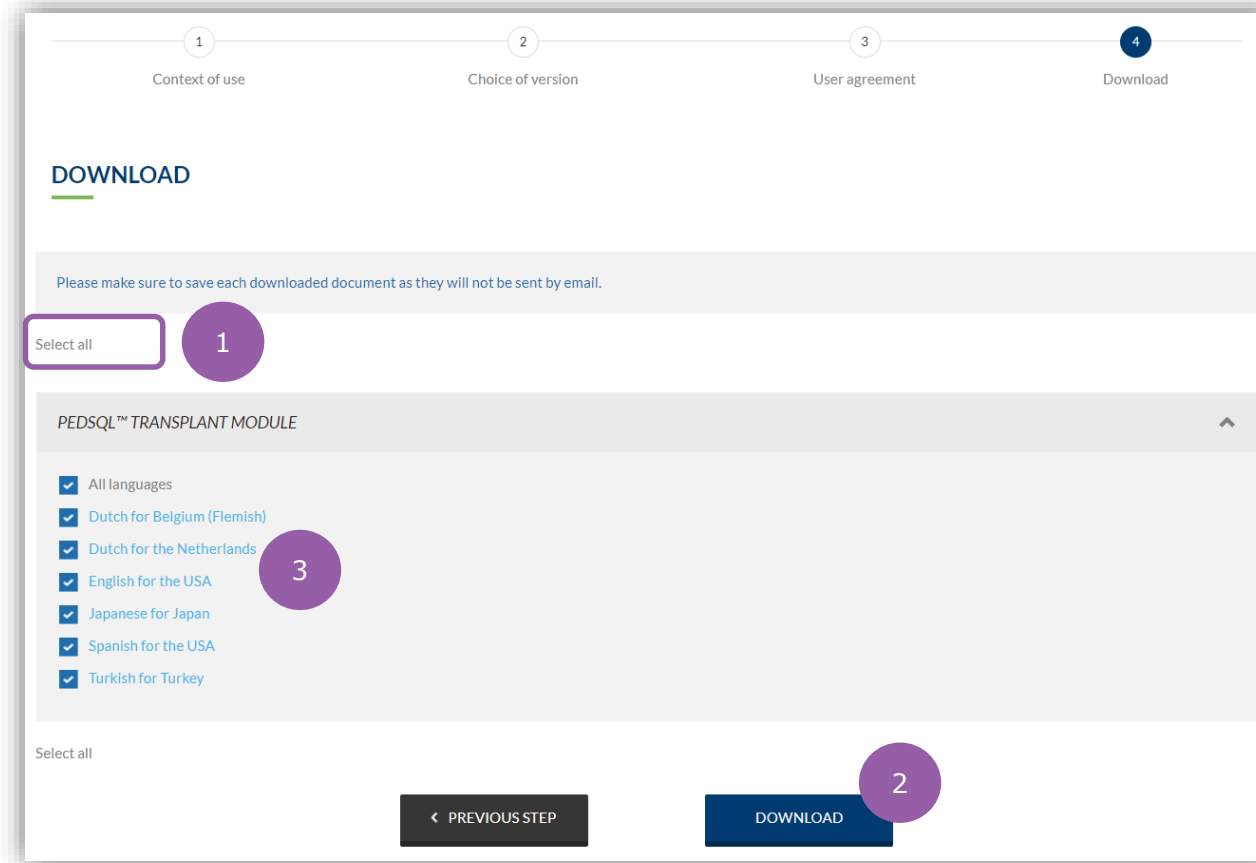 1 2 3 4
Context of use Choice of version User agreement Download
DOWNLOAD
Please make sure to save each downloaded document as they will not be sent by email.
Select all 1
PEDSQL™ TRANSPLANT MODULE
All languages
Dutch for Belgium (Flemish)
Dutch for the Netherlands
3
English for the USA
Japanese for Japan
Spanish for the USA
Turkish for Turkey
Select all
2
PREVIOUS STEP DOWNLOAD